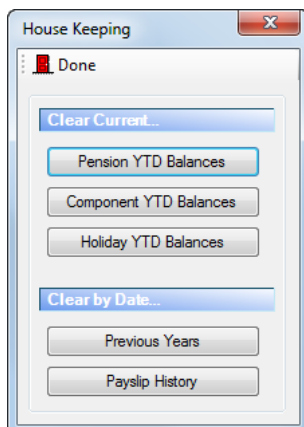 House Keeping
Done
Clear Current...
Pension YTD Balances
Component YTD Balances
Holiday YTD Balances
Clear by Date...
Previous Years
Payslip History